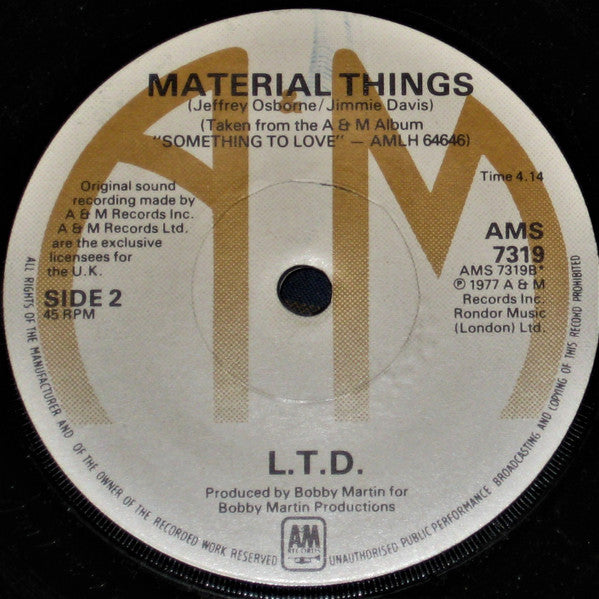 MATERIAL THINGS
(Jeffrey Osborne/Jimmie Davis)
(Taken from the A & M Album
"SOMETHING TO LOVE" — AMLH 64646)
Original sound
recording made by
A & M Records Inc.
A & M Records Ltd.
are the exclusive
licensees for
the U.K.
SIDE 2
45 RPM
Time 4.14
AMS
7319
AMS 7319B*
℗ 1977 A & M
Records Inc.
Rondor Music
(London) Ltd.
L.T.D.
Produced by Bobby Martin for
Bobby Martin Productions
AM
RECORDS
ALL RIGHTS OF THE MANUFACTURER AND OF THE OWNER OF THE RECORDED WORK RESERVED
UNAUTHORISED PUBLIC PERFORMANCE BROADCASTING AND COPYING OF THIS RECORD PROHIBITED